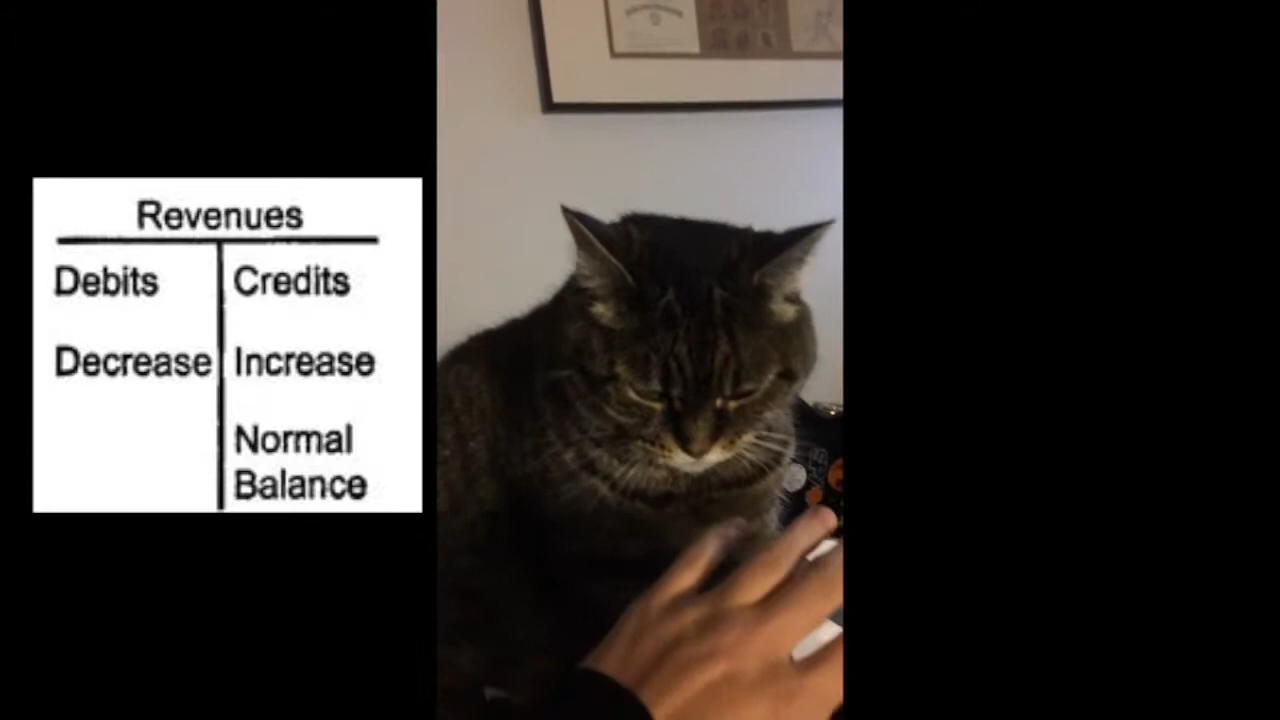 Revenues
Debits Credits
Decrease Increase
Normal
Balance